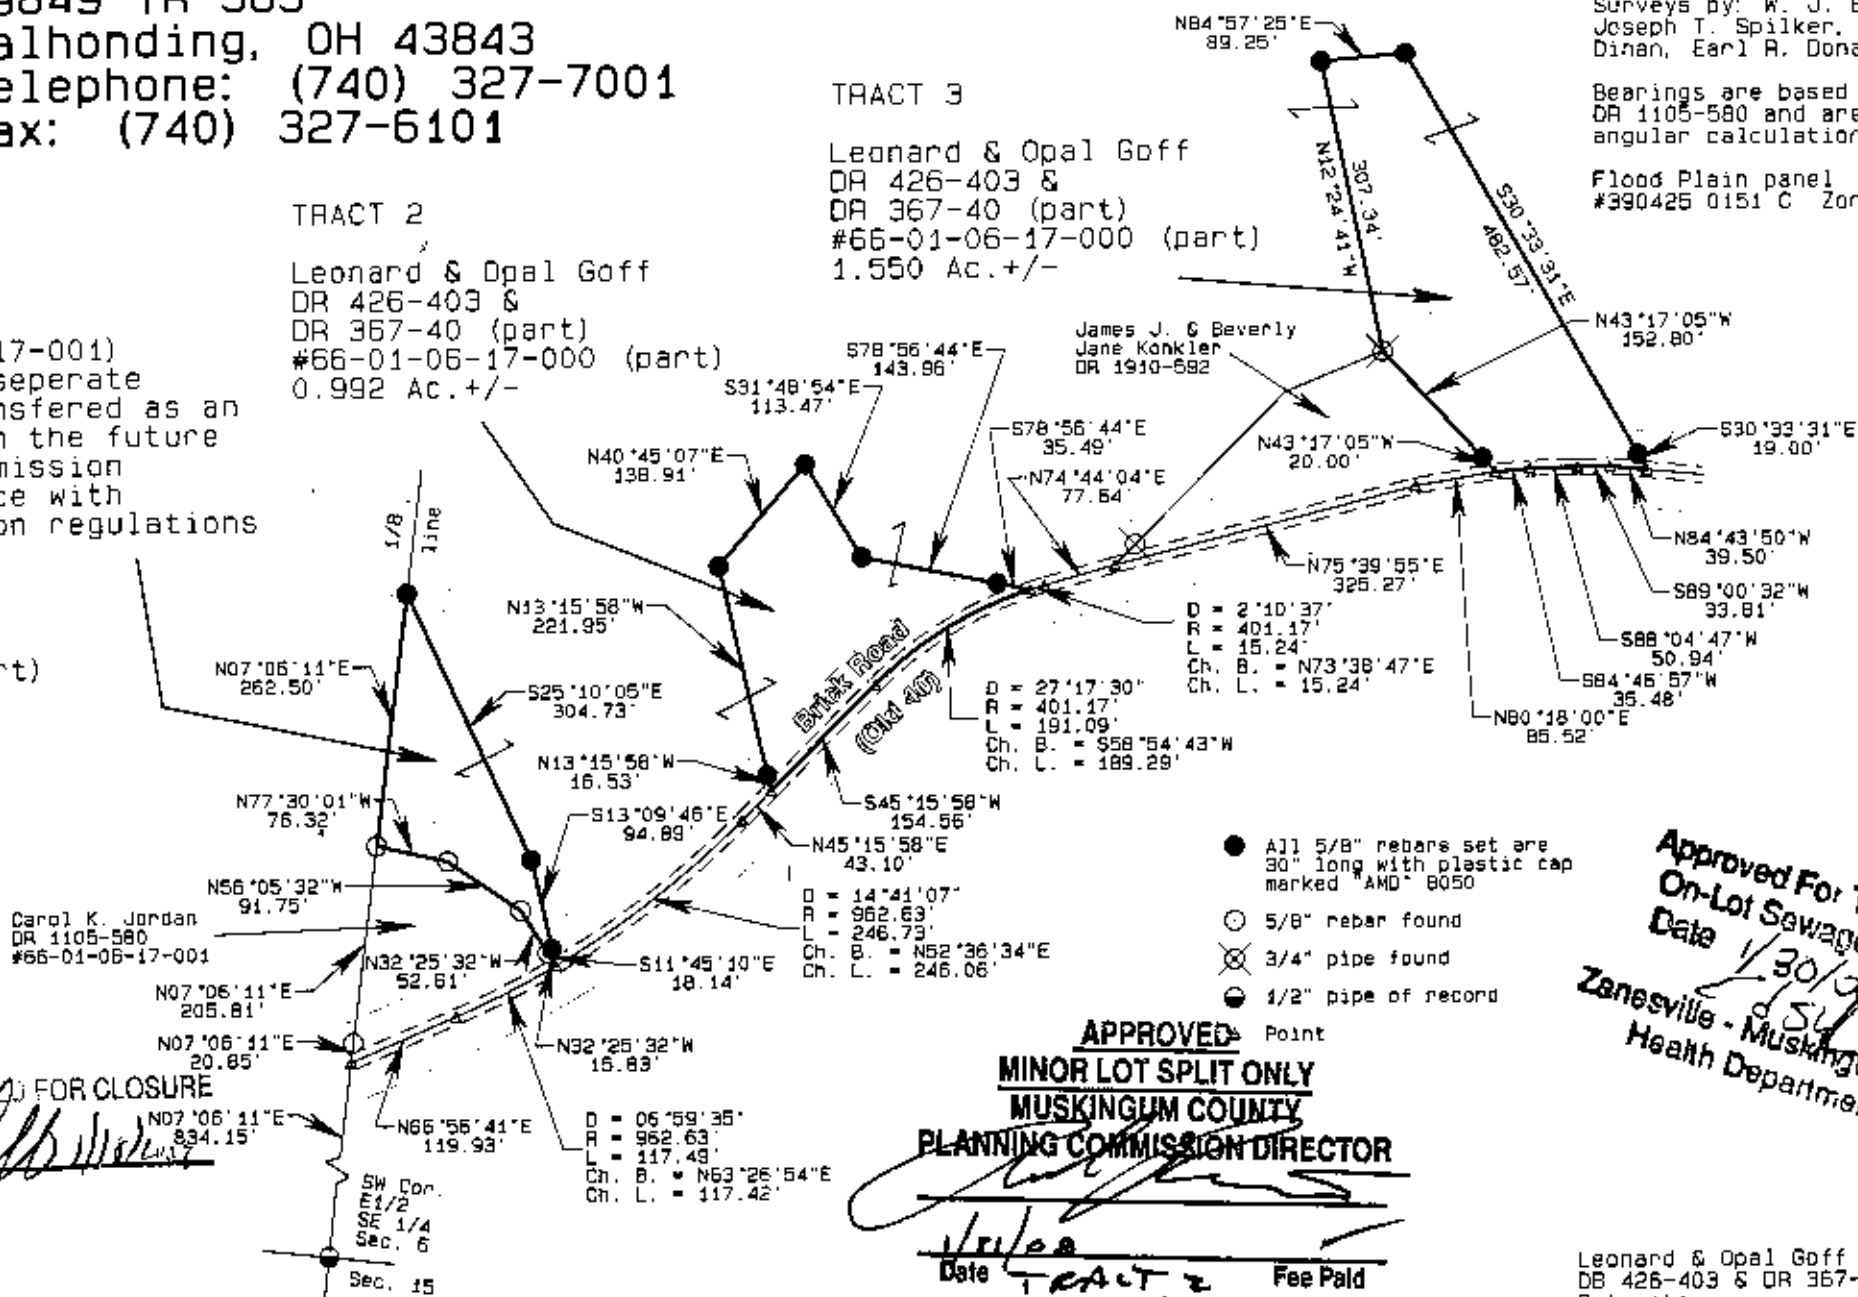 alhonding, OH 43843
elephone: (740) 327-7001
ax: (740) 327-6101
Joseph T. Spilker,
Bearings are based
DR 1105-580 and are
Flood Plain panel
#390425 0151 C
TRACT 3
Leonard & Opal Goff
DR 426-403 &
DR 367-40 (part)
#66-01-06-17-000 (part)
1.550 Ac.+/-
TRACT 2
Leonard & Opal Goff
DR 426-403 &
DR 367-40 (part)
#66-01-06-17-000 (part)
0.992 Ac.+/-
17-001)
seperate
nsfered as an
n the future
mission
ce with
on regulations
rt)
N84°57'25"E
89.25'
N12°24'41"W
307.34'
S30°33'31"E
482.57'
N43°17'05"W
152.80'
James J. & Beverly
Jane Konkler
DR 1910-592
N43°17'05"W
20.00'
S30°33'31"E
19.00'
S78°56'44"E
143.96'
S31°48'54"E
113.47'
N40°45'07"E
138.91'
S78°56'44"E
35.49'
N74°44'04"E
77.64'
N84°43'50"W
39.50'
S89°00'32"W
33.81'
S88°04'47"W
50.94'
S84°46'57"W
35.48'
N80°18'00"E
85.52'
N75°39'55"E
325.27'
D = 2°10'37"
R = 401.17'
L = 15.24'
Ch. B. = N73°38'47"E
Ch. L. = 15.24'
1/8
line
N13°15'58"W
221.95'
Brick Road
(Old 40)
D = 27°17'30"
R = 401.17'
L = 191.09'
Ch. B. = S58°54'43"W
Ch. L. = 189.29'
N07°06'11"E
262.50'
S25°10'05"E
304.73'
N13°15'58"W
16.53'
N77°30'01"W
76.32'
S13°09'46"E
94.89'
S45°15'58"W
154.56'
N45°15'58"E
43.10'
N56°05'32"W
91.75'
D = 14°41'07"
R = 962.63'
L = 246.73'
Ch. B. = N52°36'34"E
Ch. L. = 246.06'
Carol K. Jordan
DR 1105-580
#66-01-06-17-001
N32°25'32"W
52.61'
S11°45'10"E
18.14'
N07°06'11"E
205.81'
N07°06'11"E
20.85'
N32°25'32"W
15.83'
FOR CLOSURE
N07°06'11"E
834.15'
N66°56'41"E
119.93'
D = 06°59'35"
R = 962.63'
L = 117.49'
Ch. B. = N63°26'54"E
Ch. L. = 117.42'
SW Cor.
E1/2
SE 1/4
Sec. 6
Sec. 15
All 5/8" rebars set are
30" long with plastic cap
marked "AMD" 8050
5/8" rebar found
3/4" pipe found
1/2" pipe of record
Point
APPROVED
MINOR LOT SPLIT ONLY
MUSKINGUM COUNTY
PLANNING COMMISSION DIRECTOR
Date
TRACT 2
Fee Paid
Approved For
On-Lot Sewag
Date
Zanesville - Musking
Health Departme
Leonard & Opal Goff
DB 426-403 & DR 367-